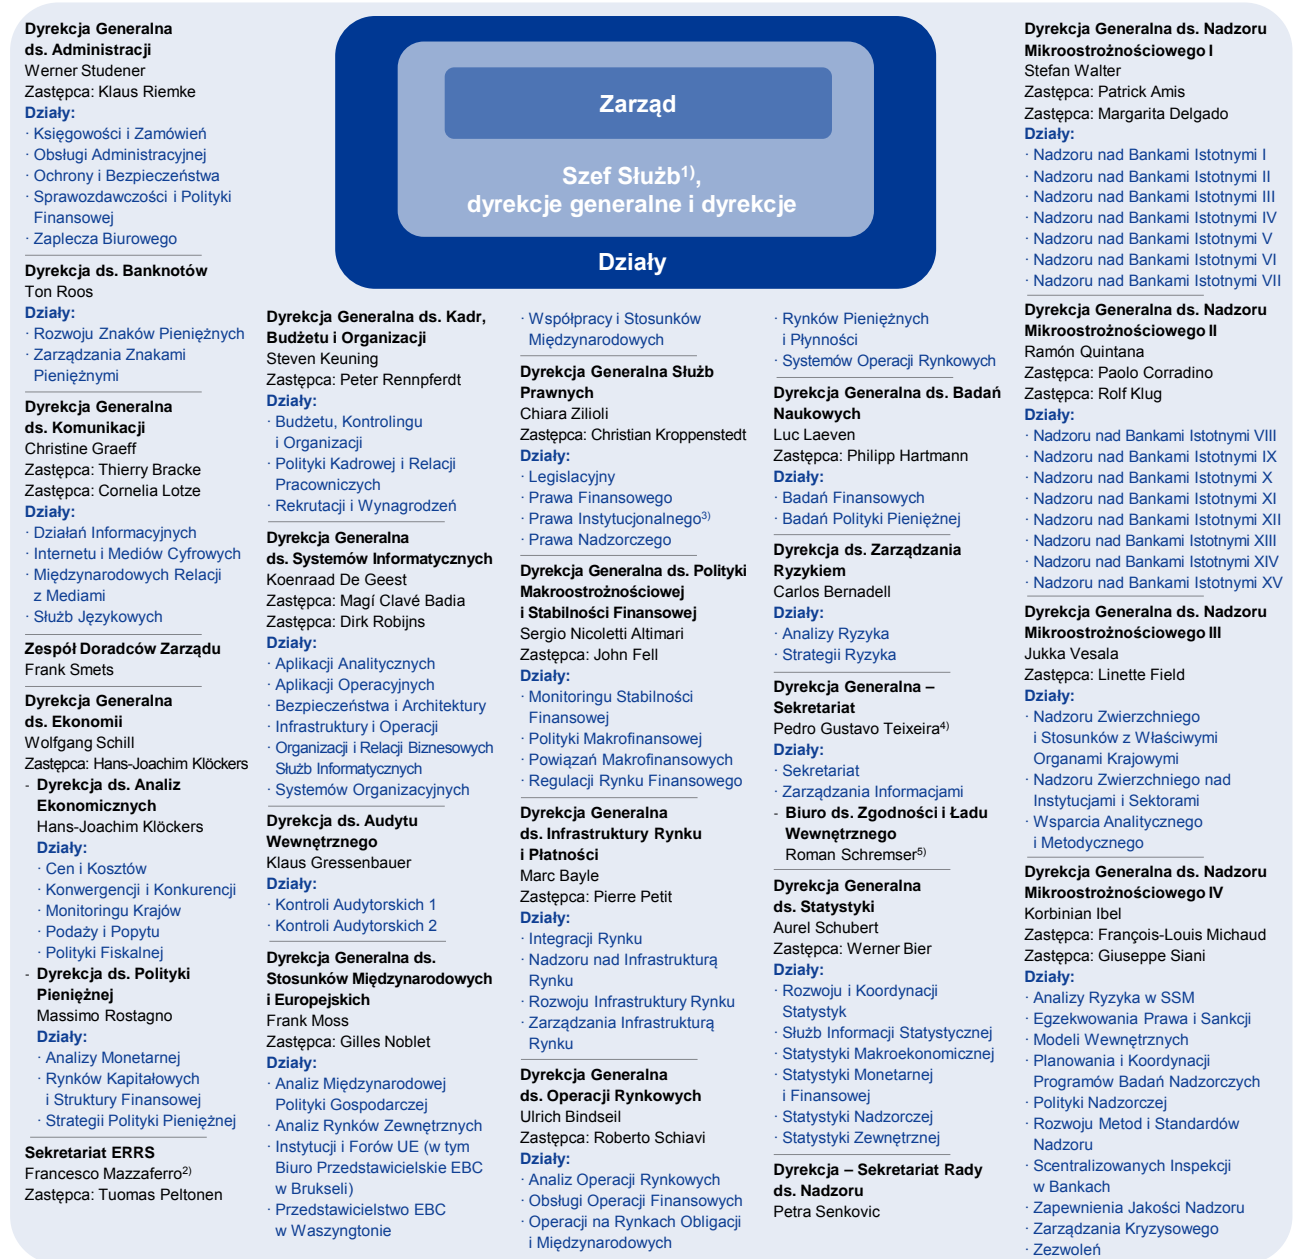 Dyrekcja Generalna
ds. Administracji
Werner Studener
Zastępca: Klaus Riemke
Działy:
· Księgowości i Zamówień
· Obsługi Administracyjnej
· Ochrony i Bezpieczeństwa
· Sprawozdawczości i Polityki
Finansowej
· Zaplecza Biurowego
Dyrekcja ds. Banknotów
Ton Roos
Działy:
· Rozwoju Znaków Pieniężnych
· Zarządzania Znakami
Pieniężnymi
Dyrekcja Generalna
ds. Komunikacji
Christine Graeff
Zastępca: Thierry Bracke
Zastępca: Cornelia Lotze
Działy:
· Działań Informacyjnych
· Internetu i Mediów Cyfrowych
· Międzynarodowych Relacji
z Mediami
· Służb Językowych
Zespół Doradców Zarządu
Frank Smets
Dyrekcja Generalna
ds. Ekonomii
Wolfgang Schill
Zastępca: Hans-Joachim Klöckers
- Dyrekcja ds. Analiz
Ekonomicznych
Hans-Joachim Klöckers
Działy:
· Cen i Kosztów
· Konwergencji i Konkurencji
· Monitoringu Krajów
· Podaży i Popytu
· Polityki Fiskalnej
- Dyrekcja ds. Polityki
Pieniężnej
Massimo Rostagno
Działy:
· Analizy Monetarnej
· Rynków Kapitałowych
i Struktury Finansowej
· Strategii Polityki Pieniężnej
Sekretariat ERRS
Francesco Mazzaferro2)
Zastępca: Tuomas Peltonen
Zarząd
Szef Służb1),
dyrekcje generalne i dyrekcje
Działy
Dyrekcja Generalna ds. Kadr,
Budżetu i Organizacji
Steven Keuning
Zastępca: Peter Rennpferdt
Działy:
· Budżetu, Kontrolingu
i Organizacji
· Polityki Kadrowej i Relacji
Pracowniczych
· Rekrutacji i Wynagrodzeń
Dyrekcja Generalna
ds. Systemów Informatycznych
Koenraad De Geest
Zastępca: Magí Clavé Badia
Zastępca: Dirk Robijns
Działy:
· Aplikacji Analitycznych
· Aplikacji Operacyjnych
· Bezpieczeństwa i Architektury
· Infrastruktury i Operacji
· Organizacji i Relacji Biznesowych
Służb Informatycznych
· Systemów Organizacyjnych
Dyrekcja ds. Audytu
Wewnętrznego
Klaus Gressenbauer
Działy:
· Kontroli Audytorskich 1
· Kontroli Audytorskich 2
Dyrekcja Generalna ds.
Stosunków Międzynarodowych
i Europejskich
Frank Moss
Zastępca: Gilles Noblet
Działy:
· Analiz Międzynarodowej
Polityki Gospodarczej
· Analiz Rynków Zewnętrznych
· Instytucji i Forów UE (w tym
Biuro Przedstawicielskie EBC
w Brukseli)
· Przedstawicielstwo EBC
w Waszyngtonie
· Współpracy i Stosunków
Międzynarodowych
Dyrekcja Generalna Służb
Prawnych
Chiara Zilioli
Zastępca: Christian Kroppenstedt
Działy:
· Legislacyjny
· Prawa Finansowego
· Prawa Instytucjonalnego3)
· Prawa Nadzorczego
Dyrekcja Generalna ds. Polityki
Makroostrożnościowej
i Stabilności Finansowej
Sergio Nicoletti Altimari
Zastępca: John Fell
Działy:
· Monitoringu Stabilności
Finansowej
· Polityki Makrofinansowej
· Powiązań Makrofinansowych
· Regulacji Rynku Finansowego
Dyrekcja Generalna
ds. Infrastruktury Rynku
i Płatności
Marc Bayle
Zastępca: Pierre Petit
Działy:
· Integracji Rynku
· Nadzoru nad Infrastrukturą
Rynku
· Rozwoju Infrastruktury Rynku
· Zarządzania Infrastrukturą
Rynku
Dyrekcja Generalna
ds. Operacji Rynkowych
Ulrich Bindseil
Zastępca: Roberto Schiavi
Działy:
· Analiz Operacji Rynkowych
· Obsługi Operacji Finansowych
· Operacji na Rynkach Obligacji
i Międzynarodowych
· Rynków Pieniężnych
i Płynności
· Systemów Operacji Rynkowych
Dyrekcja Generalna ds. Badań
Naukowych
Luc Laeven
Zastępca: Philipp Hartmann
Działy:
· Badań Finansowych
· Badań Polityki Pieniężnej
Dyrekcja ds. Zarządzania
Ryzykiem
Carlos Bernadell
Działy:
· Analizy Ryzyka
· Strategii Ryzyka
Dyrekcja Generalna –
Sekretariat
Pedro Gustavo Teixeira4)
Działy:
· Sekretariat
· Zarządzania Informacjami
- Biuro ds. Zgodności i Ładu
Wewnętrznego
Roman Schremser5)
Dyrekcja Generalna
ds. Statystyki
Aurel Schubert
Zastępca: Werner Bier
Działy:
· Rozwoju i Koordynacji
Statystyk
· Służb Informacji Statystycznej
· Statystyki Makroekonomicznej
· Statystyki Monetarnej
i Finansowej
· Statystyki Nadzorczej
· Statystyki Zewnętrznej
Dyrekcja – Sekretariat Rady
ds. Nadzoru
Petra Senkovic
Dyrekcja Generalna ds. Nadzoru
Mikroostrożnościowego I
Stefan Walter
Zastępca: Patrick Amis
Zastępca: Margarita Delgado
Działy:
· Nadzoru nad Bankami Istotnymi I
· Nadzoru nad Bankami Istotnymi II
· Nadzoru nad Bankami Istotnymi III
· Nadzoru nad Bankami Istotnymi IV
· Nadzoru nad Bankami Istotnymi V
· Nadzoru nad Bankami Istotnymi VI
· Nadzoru nad Bankami Istotnymi VII
Dyrekcja Generalna ds. Nadzoru
Mikroostrożnościowego II
Ramón Quintana
Zastępca: Paolo Corradino
Zastępca: Rolf Klug
Działy:
· Nadzoru nad Bankami Istotnymi VIII
· Nadzoru nad Bankami Istotnymi IX
· Nadzoru nad Bankami Istotnymi X
· Nadzoru nad Bankami Istotnymi XI
· Nadzoru nad Bankami Istotnymi XII
· Nadzoru nad Bankami Istotnymi XIII
· Nadzoru nad Bankami Istotnymi XIV
· Nadzoru nad Bankami Istotnymi XV
Dyrekcja Generalna ds. Nadzoru
Mikroostrożnościowego III
Jukka Vesala
Zastępca: Linette Field
Działy:
· Nadzoru Zwierzchniego
i Stosunków z Właściwymi
Organami Krajowymi
· Nadzoru Zwierzchniego nad
Instytucjami i Sektorami
· Wsparcia Analitycznego
i Metodycznego
Dyrekcja Generalna ds. Nadzoru
Mikroostrożnościowego IV
Korbinian Ibel
Zastępca: François-Louis Michaud
Zastępca: Giuseppe Siani
Działy:
· Analizy Ryzyka w SSM
· Egzekwowania Prawa i Sankcji
· Modeli Wewnętrznych
· Planowania i Koordynacji
Programów Badań Nadzorczych
· Polityki Nadzorczej
· Rozwoju Metod i Standardów
Nadzoru
· Scentralizowanych Inspekcji
w Bankach
· Zapewnienia Jakości Nadzoru
· Zarządzania Kryzysowego
· Zezwoleń